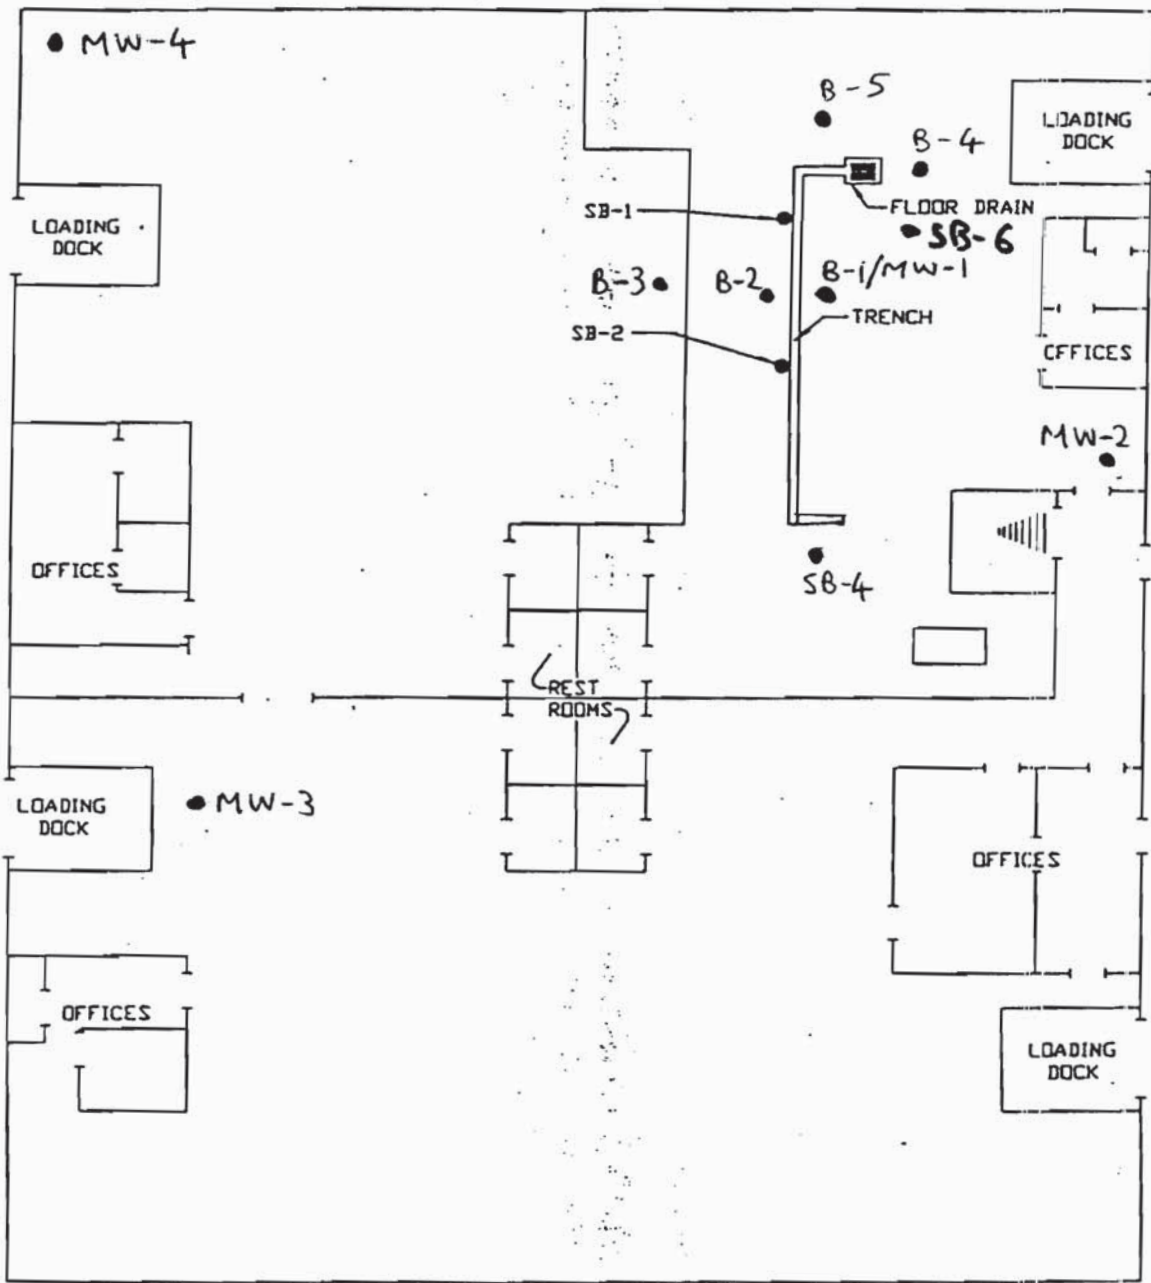 MW-4
B-5
LOADING
DOCK
B-4
FLOOR DRAIN
SB-1
LOADING
DOCK
SB-6
B-3
B-2
B-1/MW-1
TRENCH
SB-2
OFFICES
MW-2
OFFICES
SB-4
REST
ROOMS
LOADING
DOCK
MW-3
OFFICES
OFFICES
LOADING
DOCK